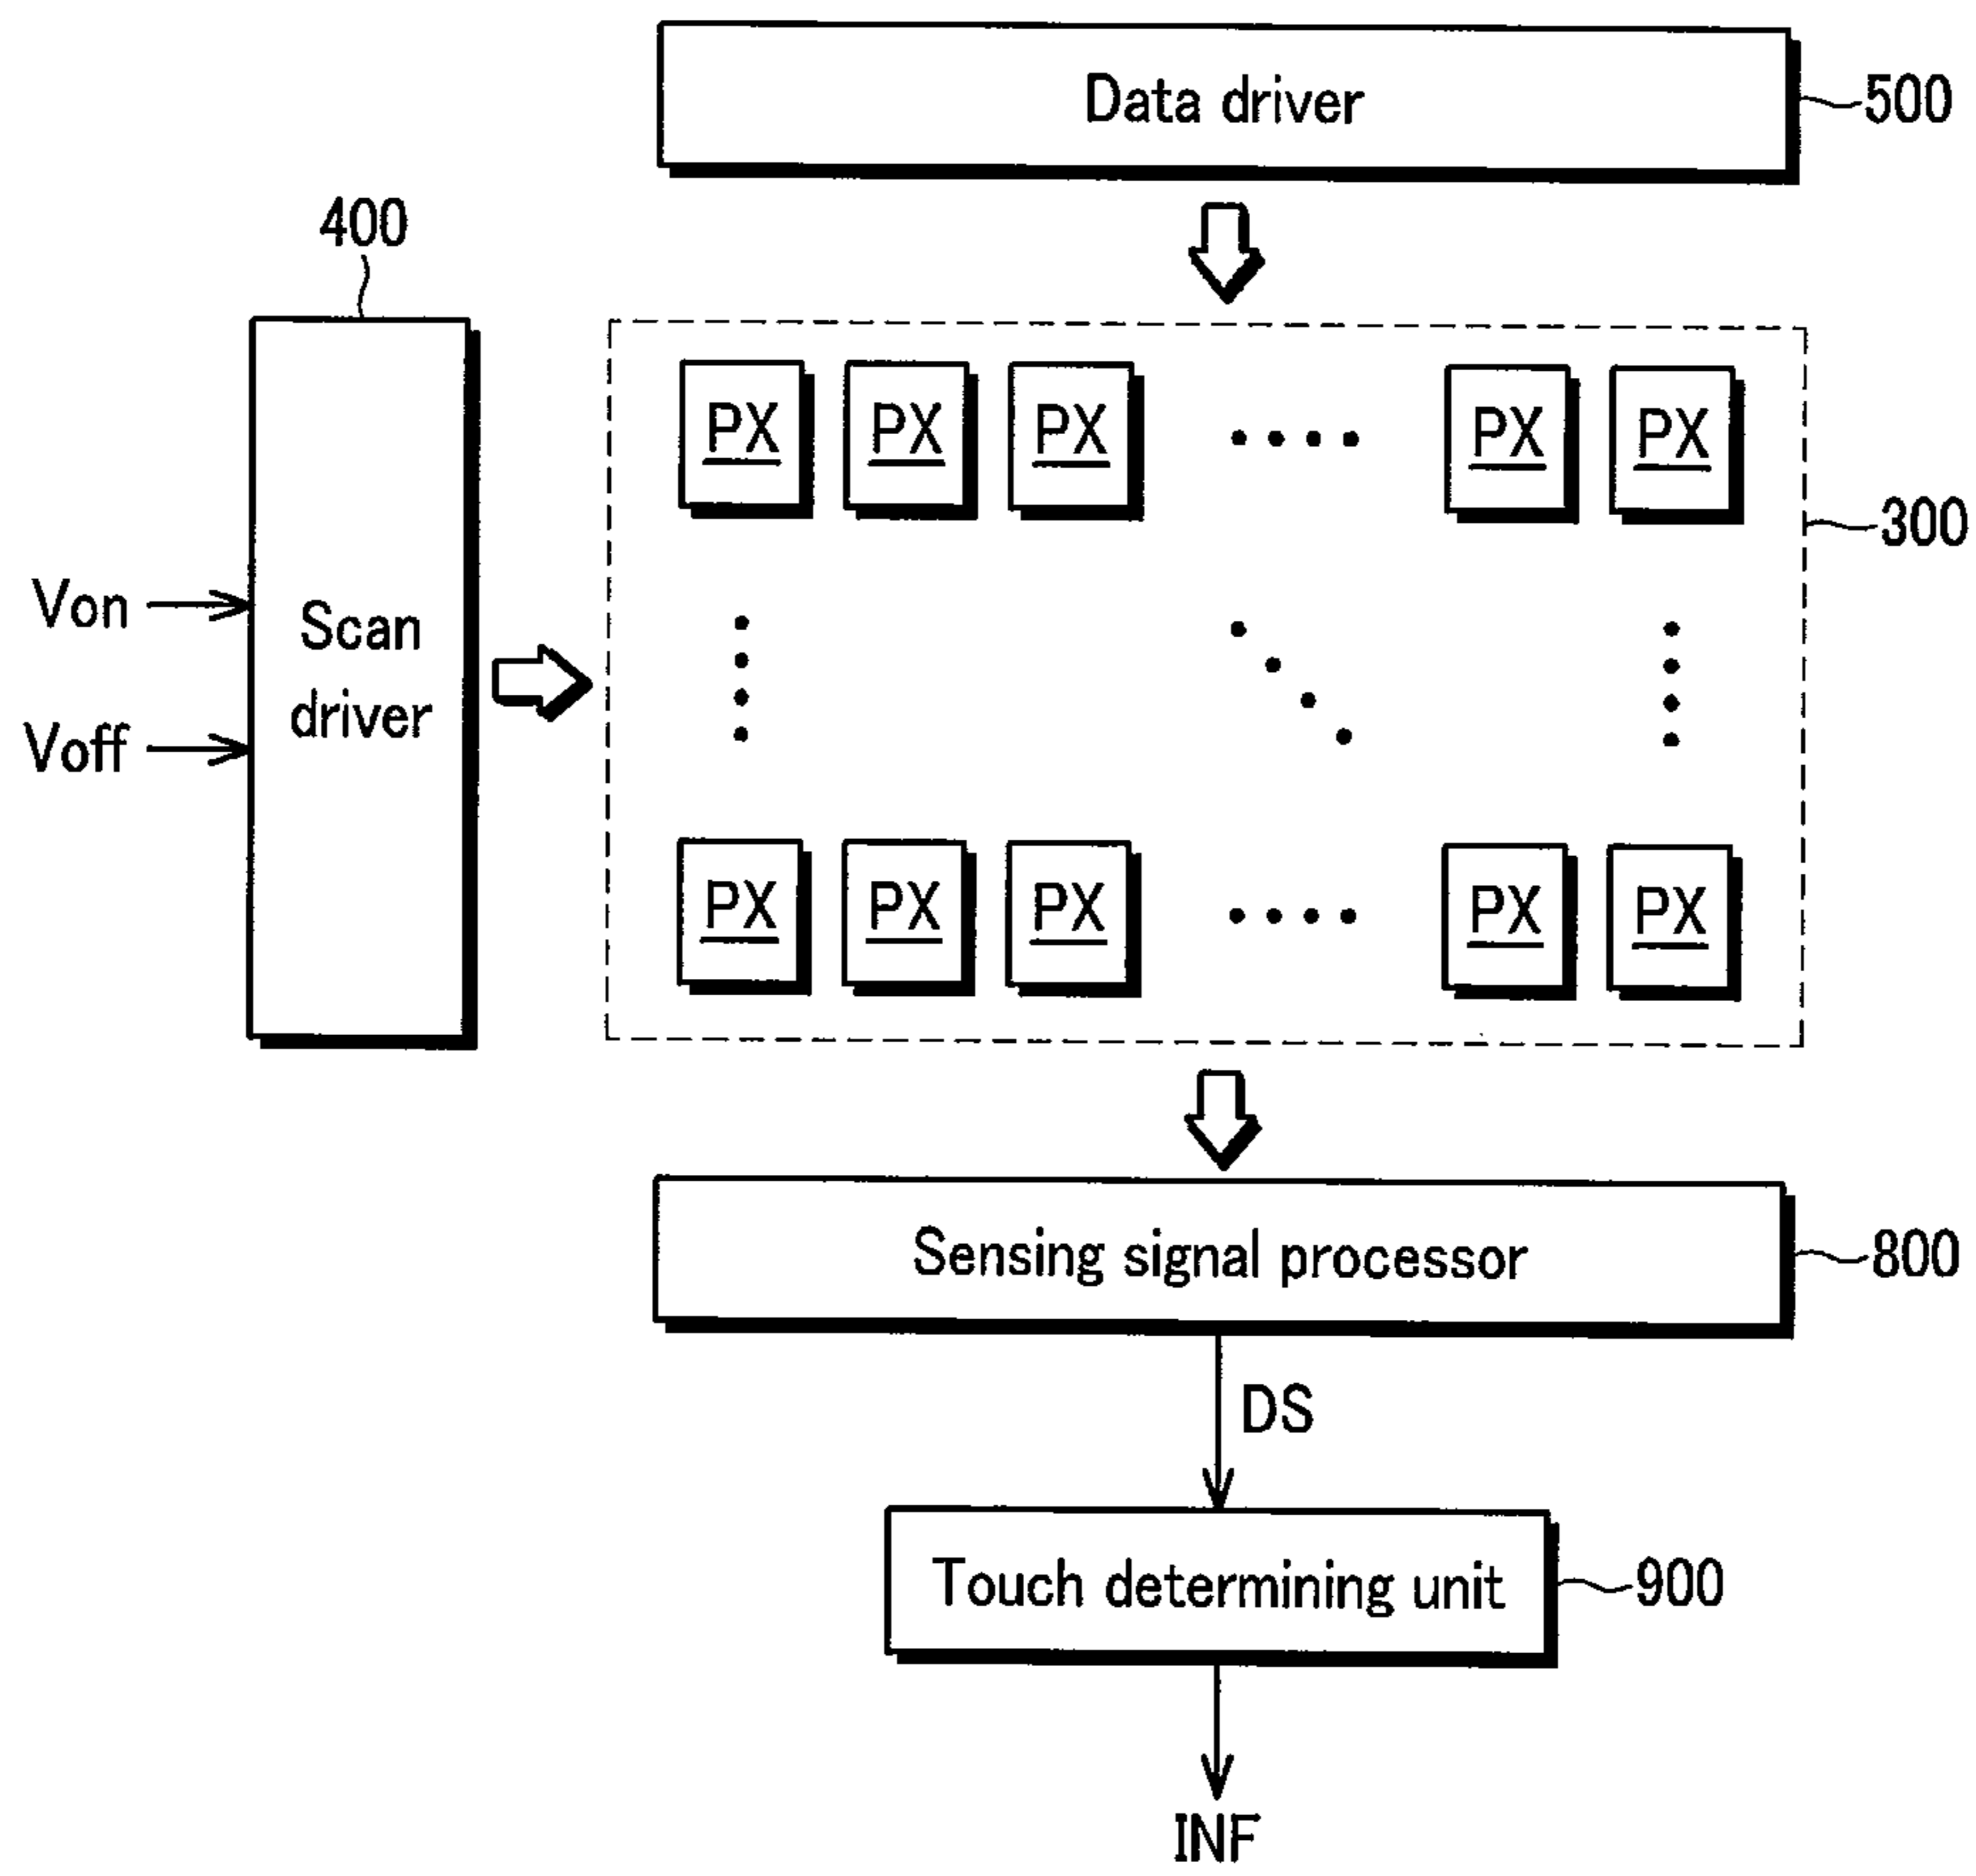 Data driver
500
400
PX PX PX PX PX
300
Von
Scan
driver
Voff
PX PX PX PX PX
Sensing signal processor
800
DS
Touch determining unit
900
INF